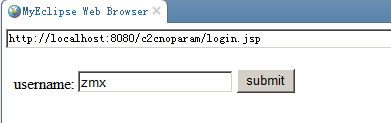 MyEclipse Web Browser
http://localhost:8080/c2cnoparam/login.jsp
username: zmx submit